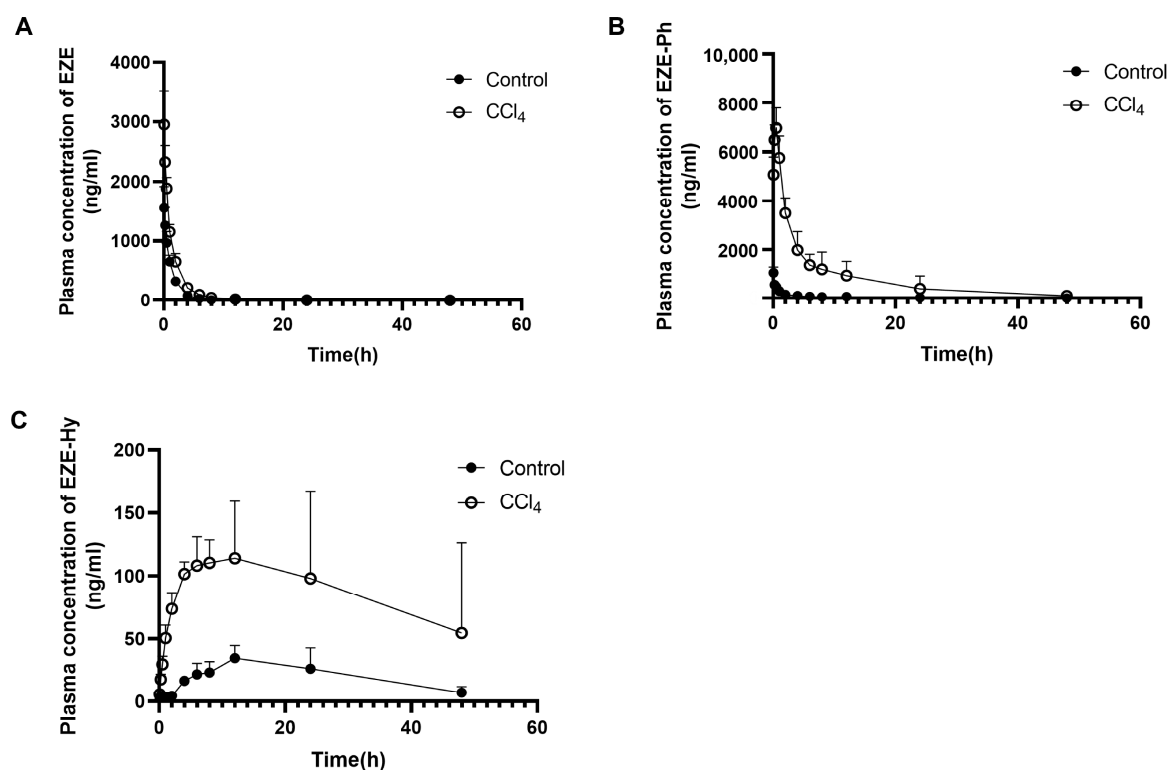 A
Plasma concentration of EZE
(ng/ml)
4000
3000
2000
1000
0
0
20
40
60
Time(h)
Control
CCl₄
B
Plasma concentration of EZE-Ph
(ng/ml)
10,000
8000
6000
4000
2000
0
20
40
60
Time(h)
Control
CCl₄
C
Plasma concentration of EZE-Hy
(ng/ml)
200
150
100
50
0
0
20
40
60
Time(h)
Control
CCl₄